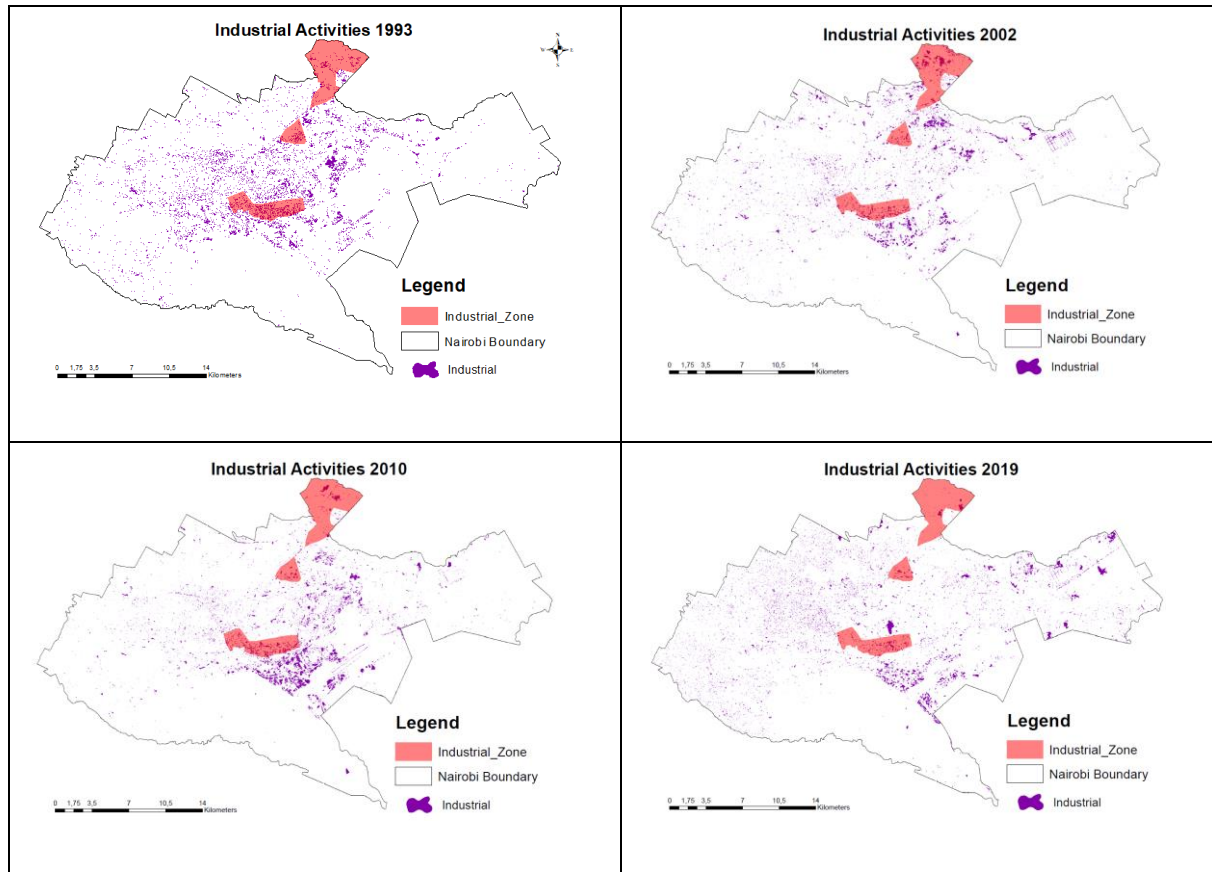 Industrial Activities 1993
N
W E
S
Legend
Industrial_Zone
Nairobi Boundary
Industrial
0 1,75 3,5 7 10,5 14
Kilometers
Industrial Activities 2002
Legend
Industrial_Zone
Nairobi Boundary
Industrial
0 1,75 3,5 7 10,5 14
Kilometers
Industrial Activities 2010
Legend
Industrial_Zone
Nairobi Boundary
Industrial
0 1,75 3,5 7 10,5 14
Kilometers
Industrial Activities 2019
Legend
Industrial_Zone
Nairobi Boundary
Industrial
0 1,75 3,5 7 10,5 14
Kilometers